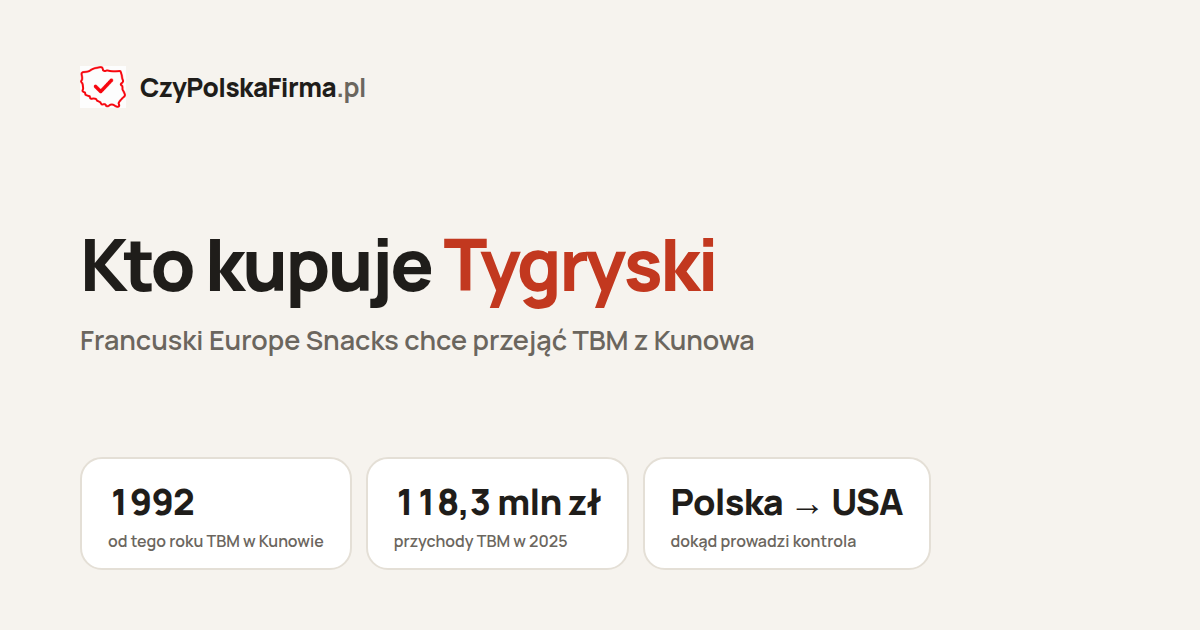 CzyPolskaFirma.pl
Kto kupuje Tygryski
Francuski Europe Snacks chce przejąć TBM z Kunowa
1992
od tego roku TBM w Kunowie
118,3 mln zł
przychody TBM w 2025
Polska → USA
dokąd prowadzi kontrola